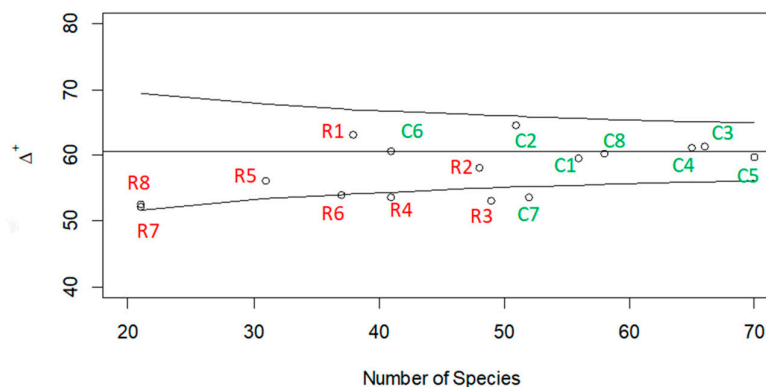 80
70
60
50
40
Δ+
R1
C6
C2
C8
C3
R8
R5
R2
C1
C4
C5
R7
R6
R4
R3
C7
20
30
40
50
60
70
Number of Species